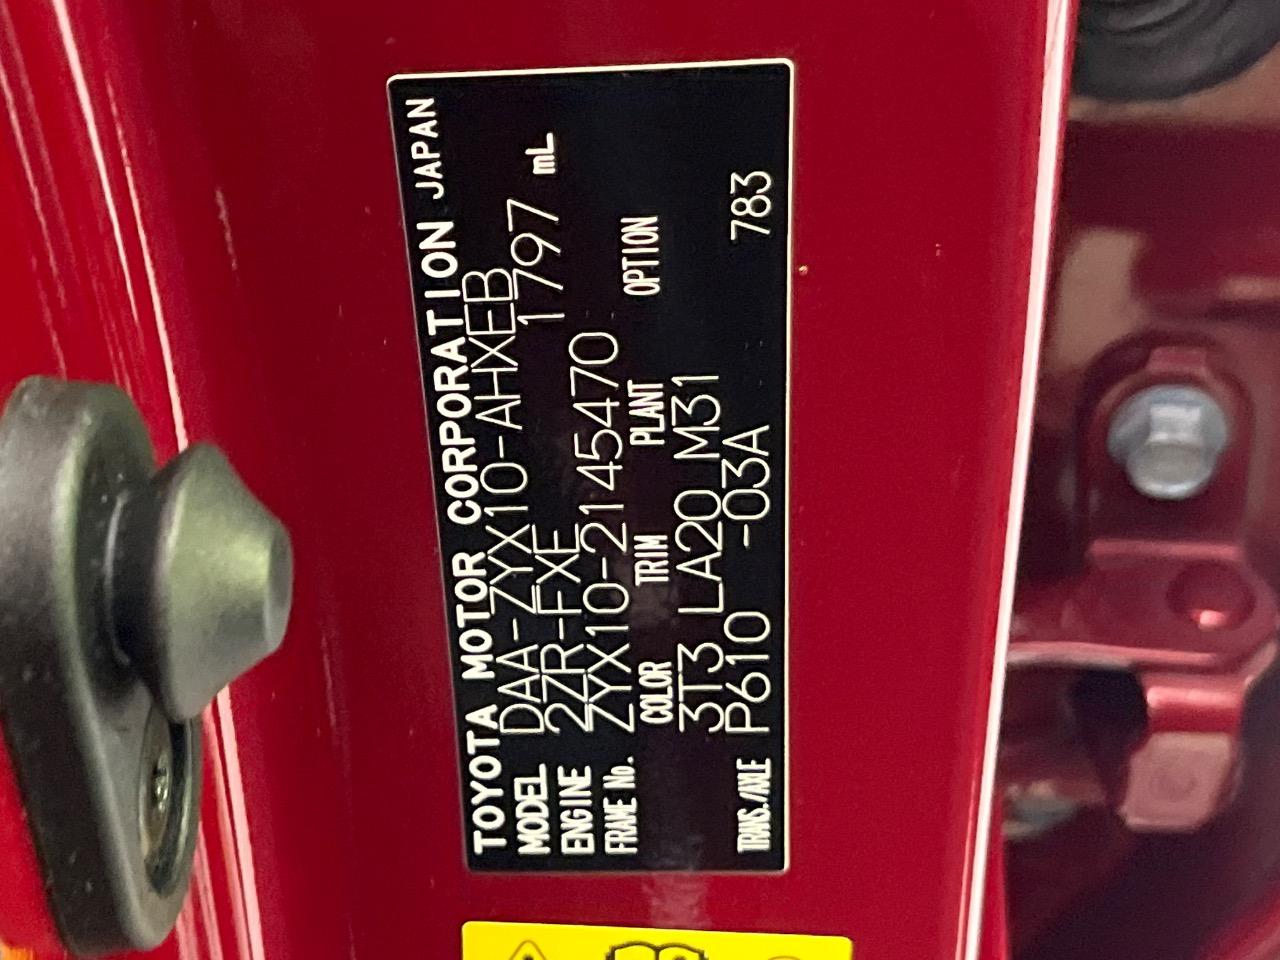 TOYOTA MOTOR CORPORATION JAPAN
MODEL DAA-ZYX10-AHXEB
ENGINE 2ZR-FXE 1797 mL
FRAME No. ZYX10-2145470
COLOR TRIM PLANT OPTION
3T3 LA20 M31
TRANS./AXLE P610 -03A 783